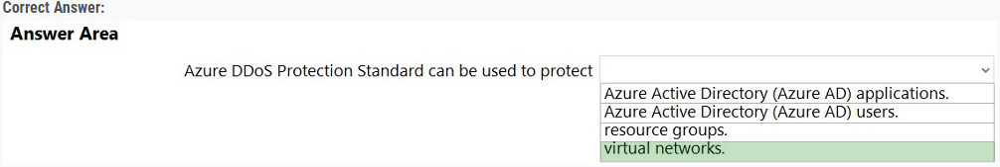 Correct Answer:
Answer Area
Azure DDoS Protection Standard can be used to protect
Azure Active Directory (Azure AD) applications.
Azure Active Directory (Azure AD) users.
resource groups.
virtual networks.